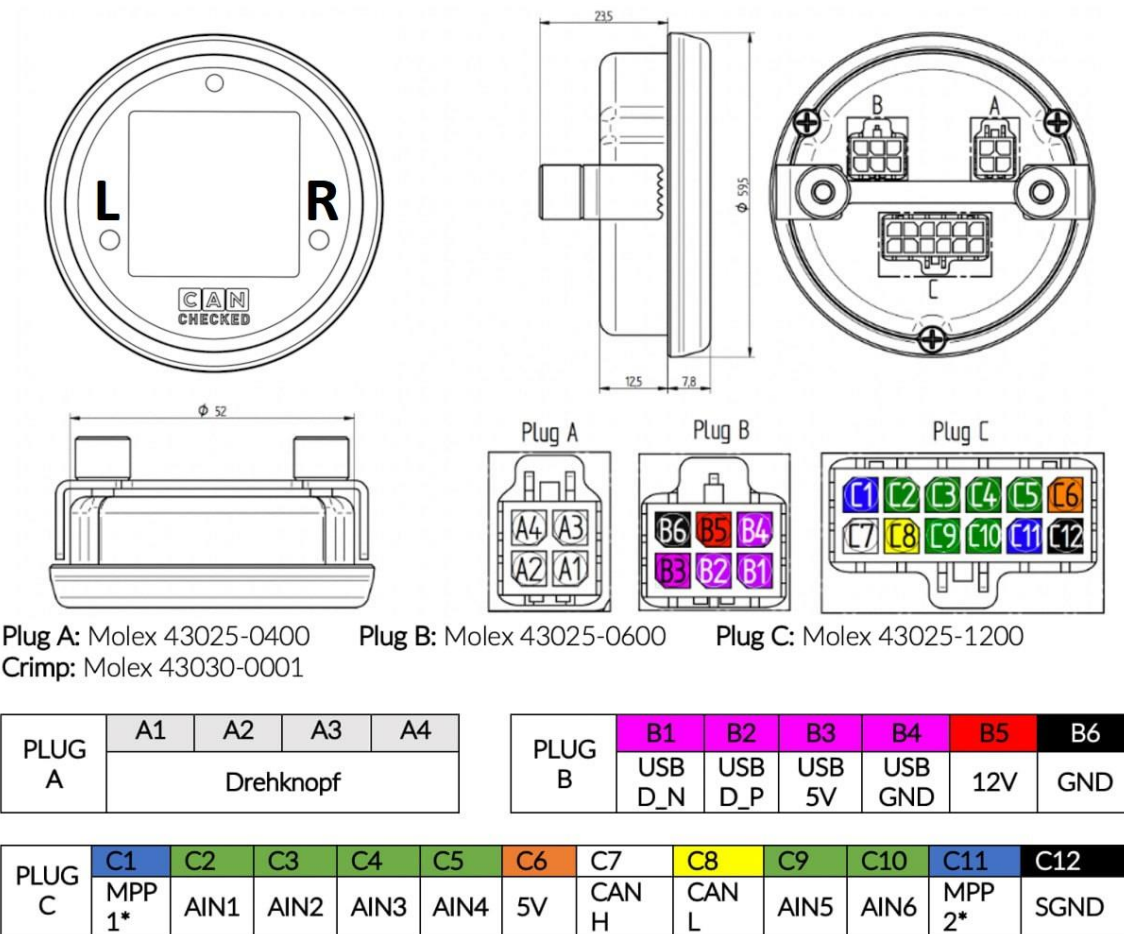 23,5
B
A
L
R
Φ 59,5
CAN
CHECKED
C
12,5
7,8
Φ 52
Plug A
Plug B
Plug C
A4 A3
A2 A1
B6 B5 B4
B3 B2 B1
C1 C2 C3 C4 C5 C6
C7 C8 C9 C10 C11 C12
Plug A: Molex 43025-0400 Plug B: Molex 43025-0600 Plug C: Molex 43025-1200
Crimp: Molex 43030-0001
PLUG A
A1 A2 A3 A4
Drehknopf
PLUG B
B1 B2 B3 B4 B5 B6
USB D_N USB D_P USB 5V USB GND 12V GND
PLUG C
C1 C2 C3 C4 C5 C6 C7 C8 C9 C10 C11 C12
MPP 1* AIN1 AIN2 AIN3 AIN4 5V CAN H CAN L AIN5 AIN6 MPP 2* SGND